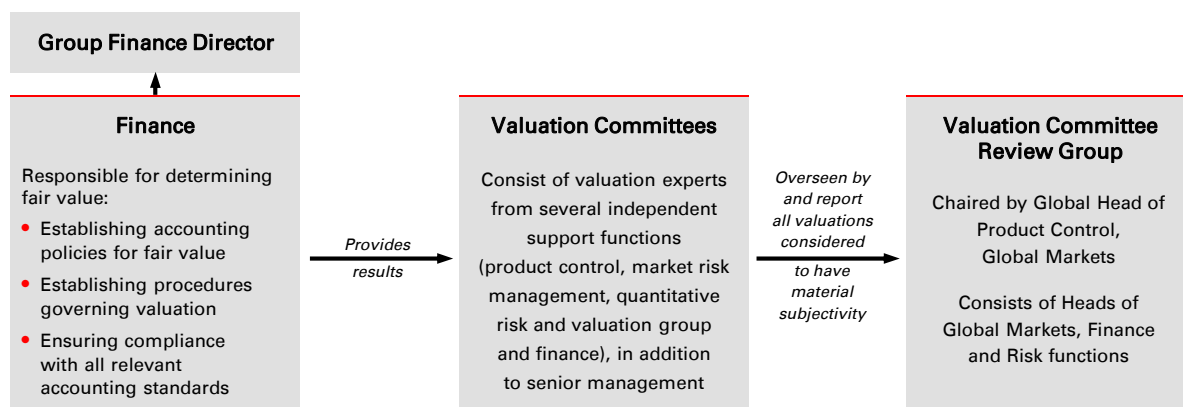 Group Finance Director
Finance
Responsible for determining
fair value:
• Establishing accounting
policies for fair value
• Establishing procedures
governing valuation
• Ensuring compliance
with all relevant
accounting standards
Provides
results
Valuation Committees
Consist of valuation experts
from several independent
support functions
(product control, market risk
management, quantitative
risk and valuation group
and finance), in addition
to senior management
Overseen by
and report
all valuations
considered
to have
material
subjectivity
Valuation Committee
Review Group
Chaired by Global Head of
Product Control,
Global Markets
Consists of Heads of
Global Markets, Finance
and Risk functions